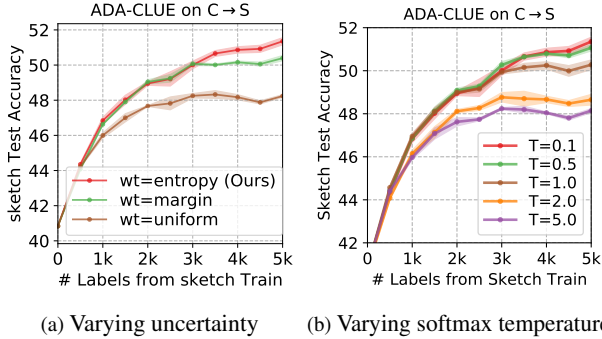 ADA-CLUE on C→S
sketch Test Accuracy
52
50
48
46
44
42
40
wt=entropy (Ours)
wt=margin
wt=uniform
0 1k 2k 3k 4k 5k
# Labels from sketch Train
(a) Varying uncertainty
ADA-CLUE on C→S
Sketch Test Accuracy
52
50
48
46
44
42
T=0.1
T=0.5
T=1.0
T=2.0
T=5.0
0 1k 2k 3k 4k 5k
# Labels from Sketch Train
(b) Varying softmax temperature